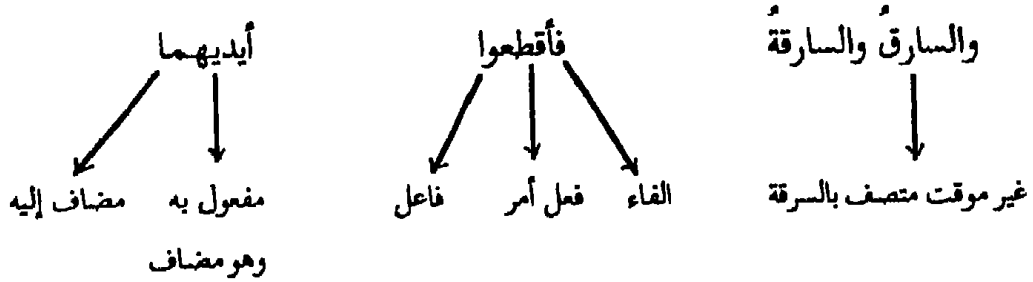 والسارقُ والسارقةُ فأقطعوا أيديهما
غير موقت متصف بالسرقة الفاء فعل أمر فاعل مفعول به مضاف إليه
وهو مضاف